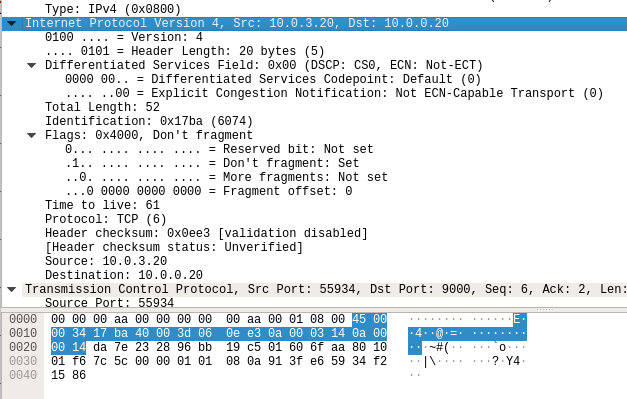 Type: IPv4 (0x0800)
Internet Protocol Version 4, Src: 10.0.3.20, Dst: 10.0.0.20
0100 .... = Version: 4
.... 0101 = Header Length: 20 bytes (5)
Differentiated Services Field: 0x00 (DSCP: CS0, ECN: Not-ECT)
0000 00.. = Differentiated Services Codepoint: Default (0)
.... ..00 = Explicit Congestion Notification: Not ECN-Capable Transport (0)
Total Length: 52
Identification: 0x17ba (6074)
Flags: 0x4000, Don't fragment
0... .... .... .... = Reserved bit: Not set
.1.. .... .... .... = Don't fragment: Set
..0. .... .... .... = More fragments: Not set
...0 0000 0000 0000 = Fragment offset: 0
Time to live: 61
Protocol: TCP (6)
Header checksum: 0x0ee3 [validation disabled]
[Header checksum status: Unverified]
Source: 10.0.3.20
Destination: 10.0.0.20
Transmission Control Protocol, Src Port: 55934, Dst Port: 9000, Seq: 6, Ack: 2, Len:
Source Port: 55934
0000 00 00 00 aa 00 00 00 00 00 aa 00 01 08 00 45 00 ········ ······E·
0010 00 34 17 ba 40 00 3d 06 0e e3 0a 00 03 14 0a 00 ·4··@·=· ········
0020 00 14 da 7e 23 28 96 bb 19 c5 01 60 6f aa 80 10 ···~#(·· ···`o···
0030 01 f6 7c 5c 00 00 01 01 08 0a 91 3f e6 59 34 f2 ··|\···· ···?·Y4·
0040 15 86 ··